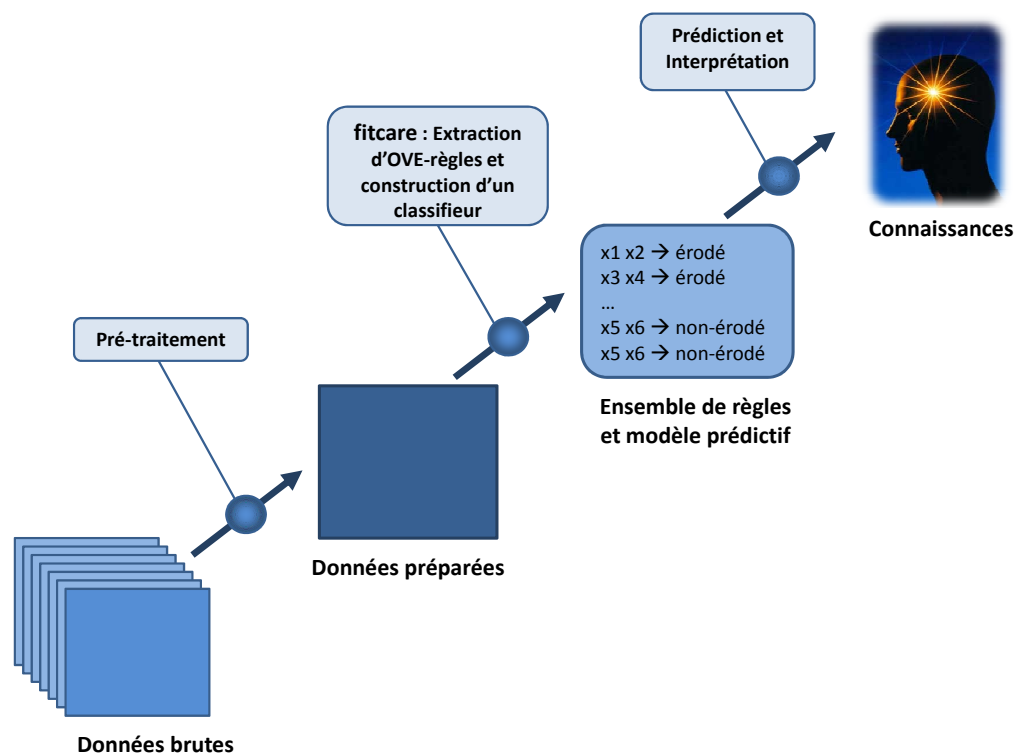 Prédiction et
Interprétation
fitcare : Extraction
d'OVE-règles et
construction d'un
classifieur
Connaissances
x1 x2 → érodé
x3 x4 → érodé
...
x5 x6 → non-érodé
x5 x6 → non-érodé
Pré-traitement
Ensemble de règles
et modèle prédictif
Données préparées
Données brutes